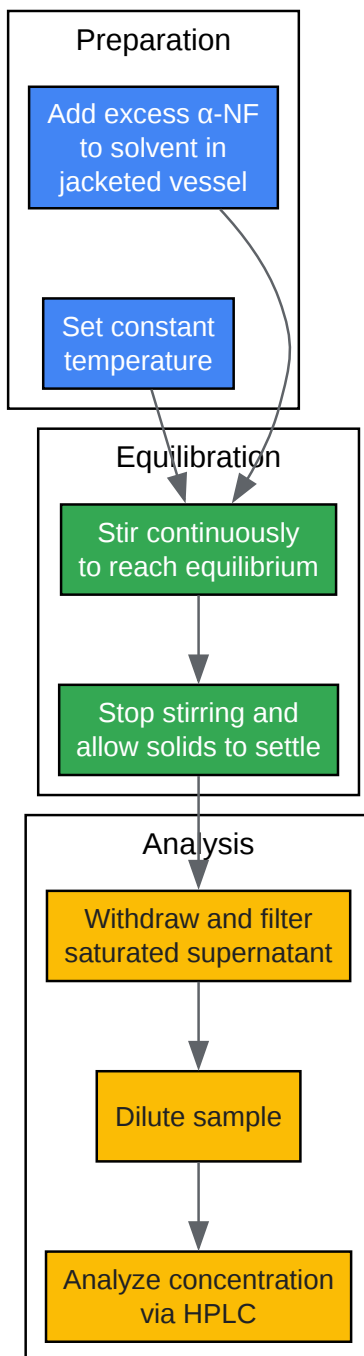 Preparation
Add excess α-NF
to solvent in
jacketed vessel
Set constant
temperature
Equilibration
Stir continuously
to reach equilibrium
Stop stirring and
allow solids to settle
Analysis
Withdraw and filter
saturated supernatant
Dilute sample
Analyze concentration
via HPLC